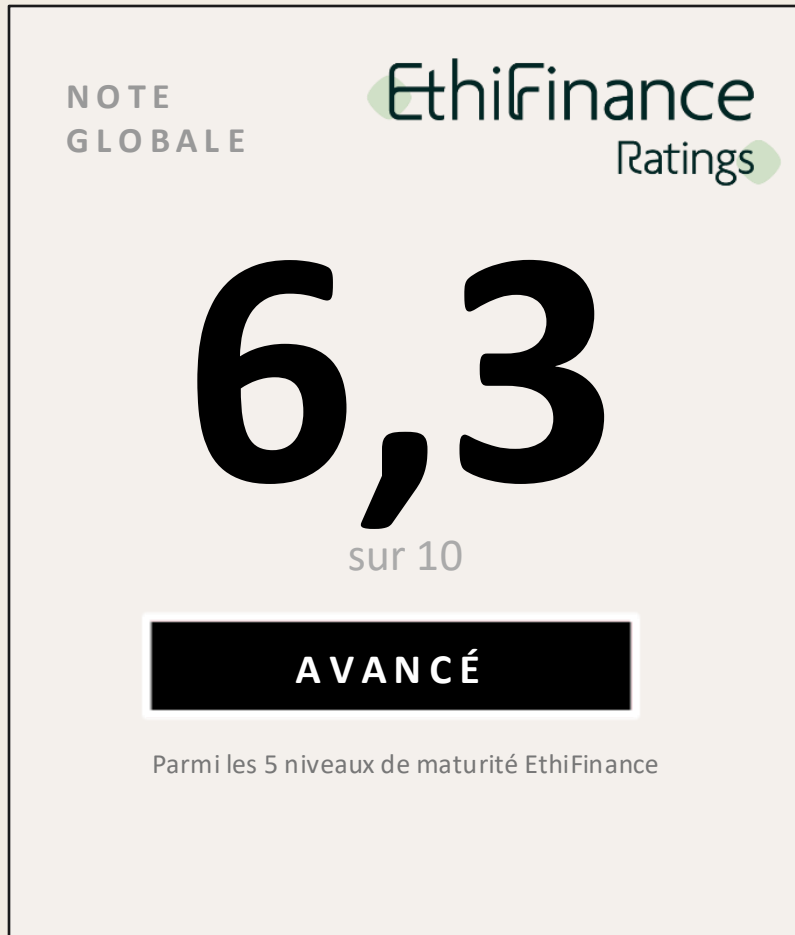 NOTE
GLOBALE
EthiFinance
Ratings
6,3
sur 10
AVANCÉ
Parmi les 5 niveaux de maturité EthiFinance